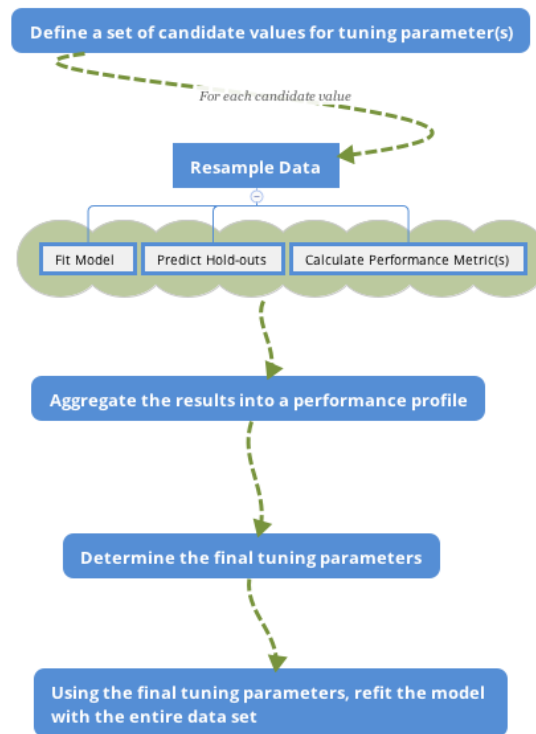 Define a set of candidate values for tuning parameter(s)
For each candidate value
Resample Data
Fit Model
Predict Hold-outs
Calculate Performance Metric(s)
Aggregate the results into a performance profile
Determine the final tuning parameters
Using the final tuning parameters, refit the model
with the entire data set